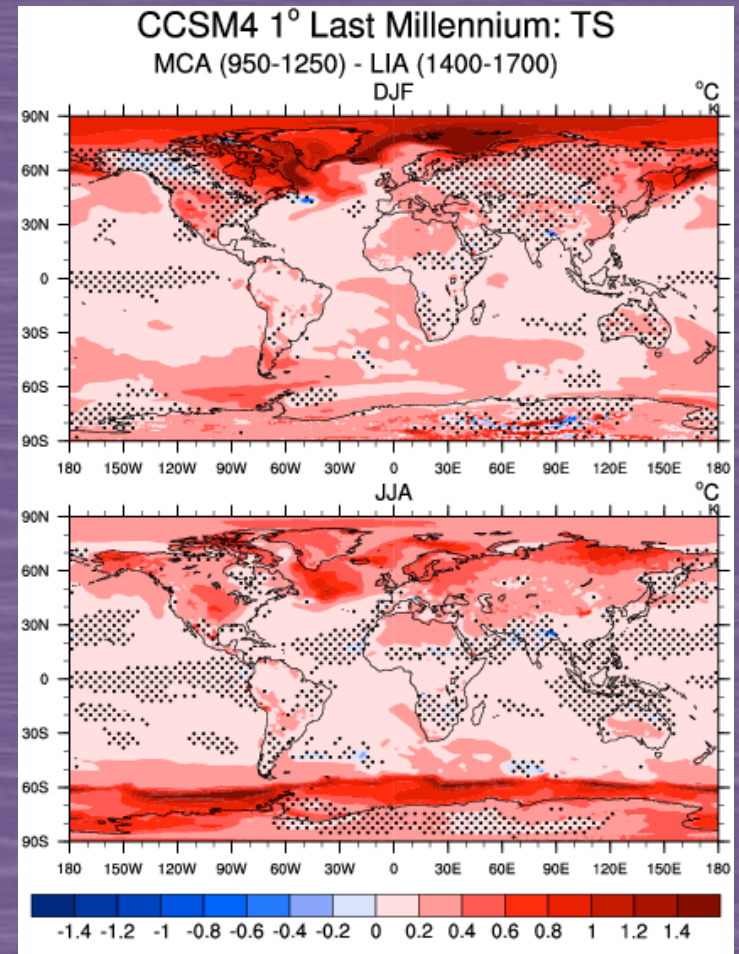 CCSM4 1° Last Millennium: TS
MCA (950-1250) - LIA (1400-1700)
DJF
°C
K
90N
60N
30N
0
30S
60S
90S
180 150W 120W 90W 60W 30W 0 30E 60E 90E 120E 150E 180
JJA
°C
K
90N
60N
30N
0
30S
60S
90S
180 150W 120W 90W 60W 30W 0 30E 60E 90E 120E 150E 180
-1.4 -1.2 -1 -0.8 -0.6 -0.4 -0.2 0 0.2 0.4 0.6 0.8 1 1.2 1.4